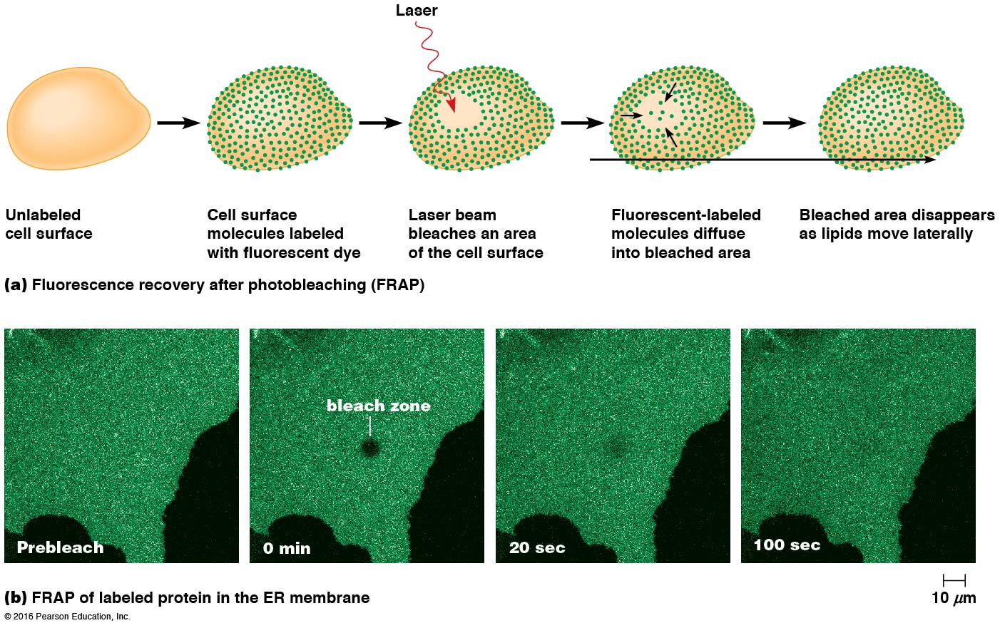 Laser
Unlabeled
cell surface
Cell surface
molecules labeled
with fluorescent dye
Laser beam
bleaches an area
of the cell surface
Fluorescent-labeled
molecules diffuse
into bleached area
Bleached area disappears
as lipids move laterally
(a) Fluorescence recovery after photobleaching (FRAP)
bleach zone
Prebleach
0 min
20 sec
100 sec
(b) FRAP of labeled protein in the ER membrane
10 μm
© 2016 Pearson Education, Inc.